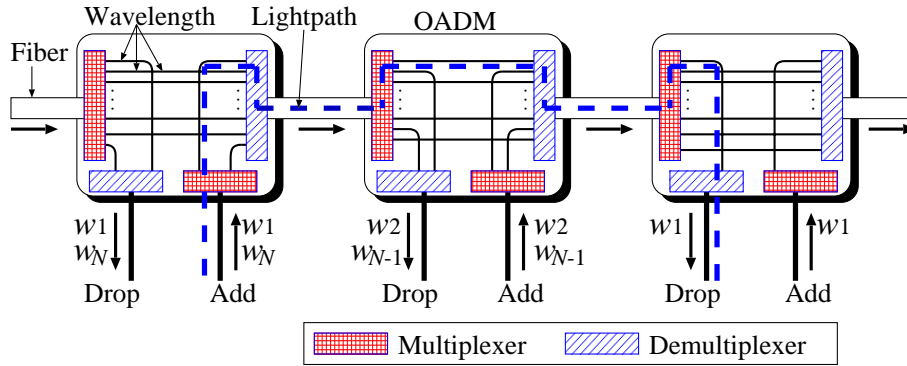 Wavelength Lightpath OADM
Fiber
w1 w1 w2 w2 w1 w1
wN wN wN-1 wN-1
Drop Add Drop Add Drop Add
Multiplexer Demultiplexer